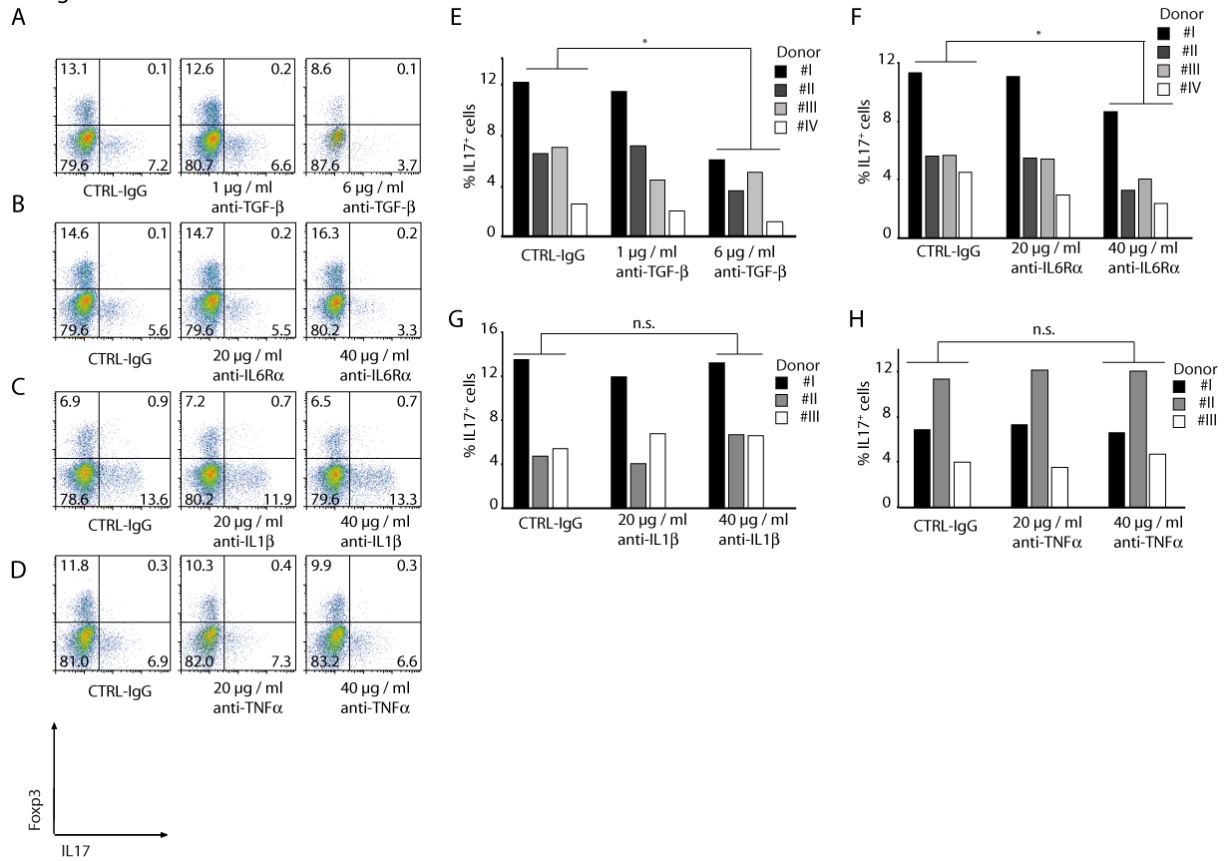 A
13.1 0.1 12.6 0.2 8.6 0.1
79.6 7.2 80.7 6.6 87.6 3.7
CTRL-IgG 1 µg / ml 6 µg / ml
anti-TGF-β anti-TGF-β
B
14.6 0.1 14.7 0.2 16.3 0.2
79.6 5.6 79.6 5.5 80.2 3.3
CTRL-IgG 20 µg / ml 40 µg / ml
anti-IL6Rα anti-IL6Rα
C
6.9 0.9 7.2 0.7 6.5 0.7
78.6 13.6 80.2 11.9 79.6 13.3
CTRL-IgG 20 µg / ml 40 µg / ml
anti-IL1β anti-IL1β
D
11.8 0.3 10.3 0.4 9.9 0.3
81.0 6.9 82.0 7.3 83.2 6.6
CTRL-IgG 20 µg / ml 40 µg / ml
anti-TNFα anti-TNFα
Foxp3
IL17
E
*
Donor
#I
#II
#III
#IV
% IL17+ cells
12
8
4
0
CTRL-IgG 1 µg / ml 6 µg / ml
anti-TGF-β anti-TGF-β
F
*
Donor
#I
#II
#III
#IV
% IL17+ cells
12
8
4
0
CTRL-IgG 20 µg / ml 40 µg / ml
anti-IL6Rα anti-IL6Rα
G
n.s.
Donor
#I
#II
#III
% IL17+ cells
16
12
8
4
0
CTRL-IgG 20 µg / ml 40 µg / ml
anti-IL1β anti-IL1β
H
n.s.
Donor
#I
#II
#III
% IL17+ cells
12
8
4
0
CTRL-IgG 20 µg / ml 40 µg / ml
anti-TNFα anti-TNFα